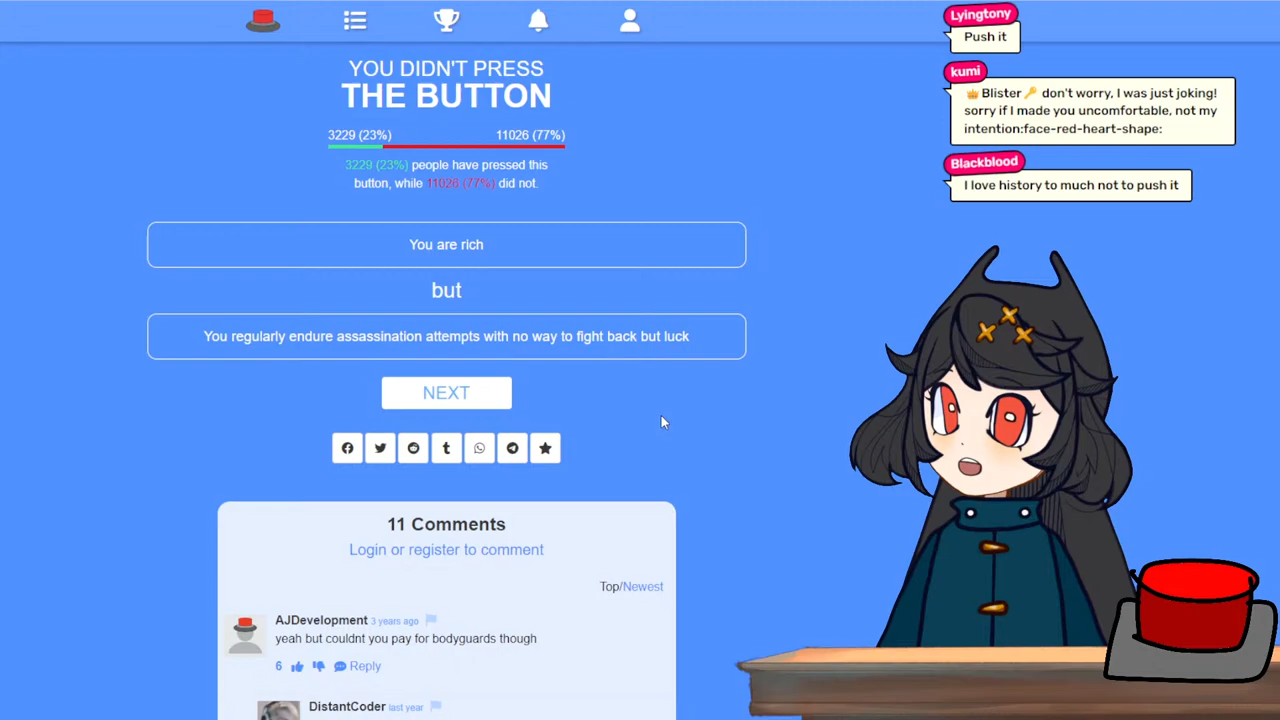 YOU DIDN'T PRESS
THE BUTTON
3229 (23%) 11026 (77%)
3229 (23%) people have pressed this
button, while 11026 (77%) did not.
You are rich
but
You regularly endure assassination attempts with no way to fight back but luck
NEXT
11 Comments
Login or register to comment
Top/Newest
AJDevelopment 3 years ago
yeah but couldnt you pay for bodyguards though
6 Reply
DistantCoder last year
Lyingtony
Push it
kumi
👑 Blister 🔑 don't worry, I was just joking!
sorry if I made you uncomfortable, not my
intention:face-red-heart-shape:
Blackblood
I love history to much not to push it